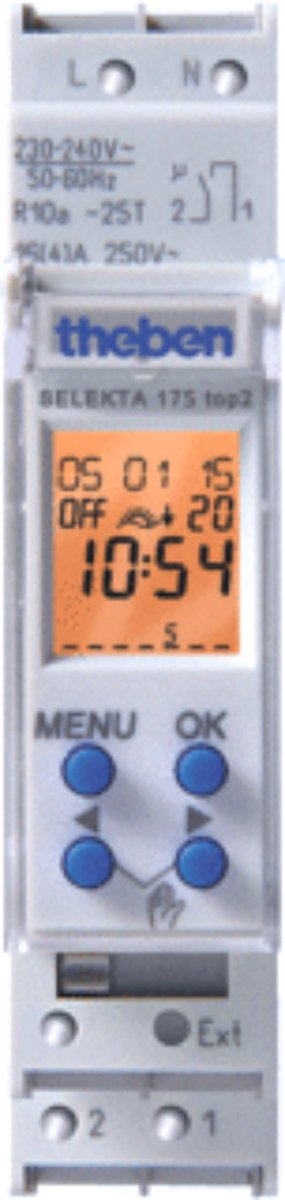 L N
230-240V~
50-60Hz
R10a -25T 2 1
16(4)A 250V~
theben
SELEKTA 175 top2
05 01 15
OFF 20
10:54
5
MENU OK
Ext
2 1